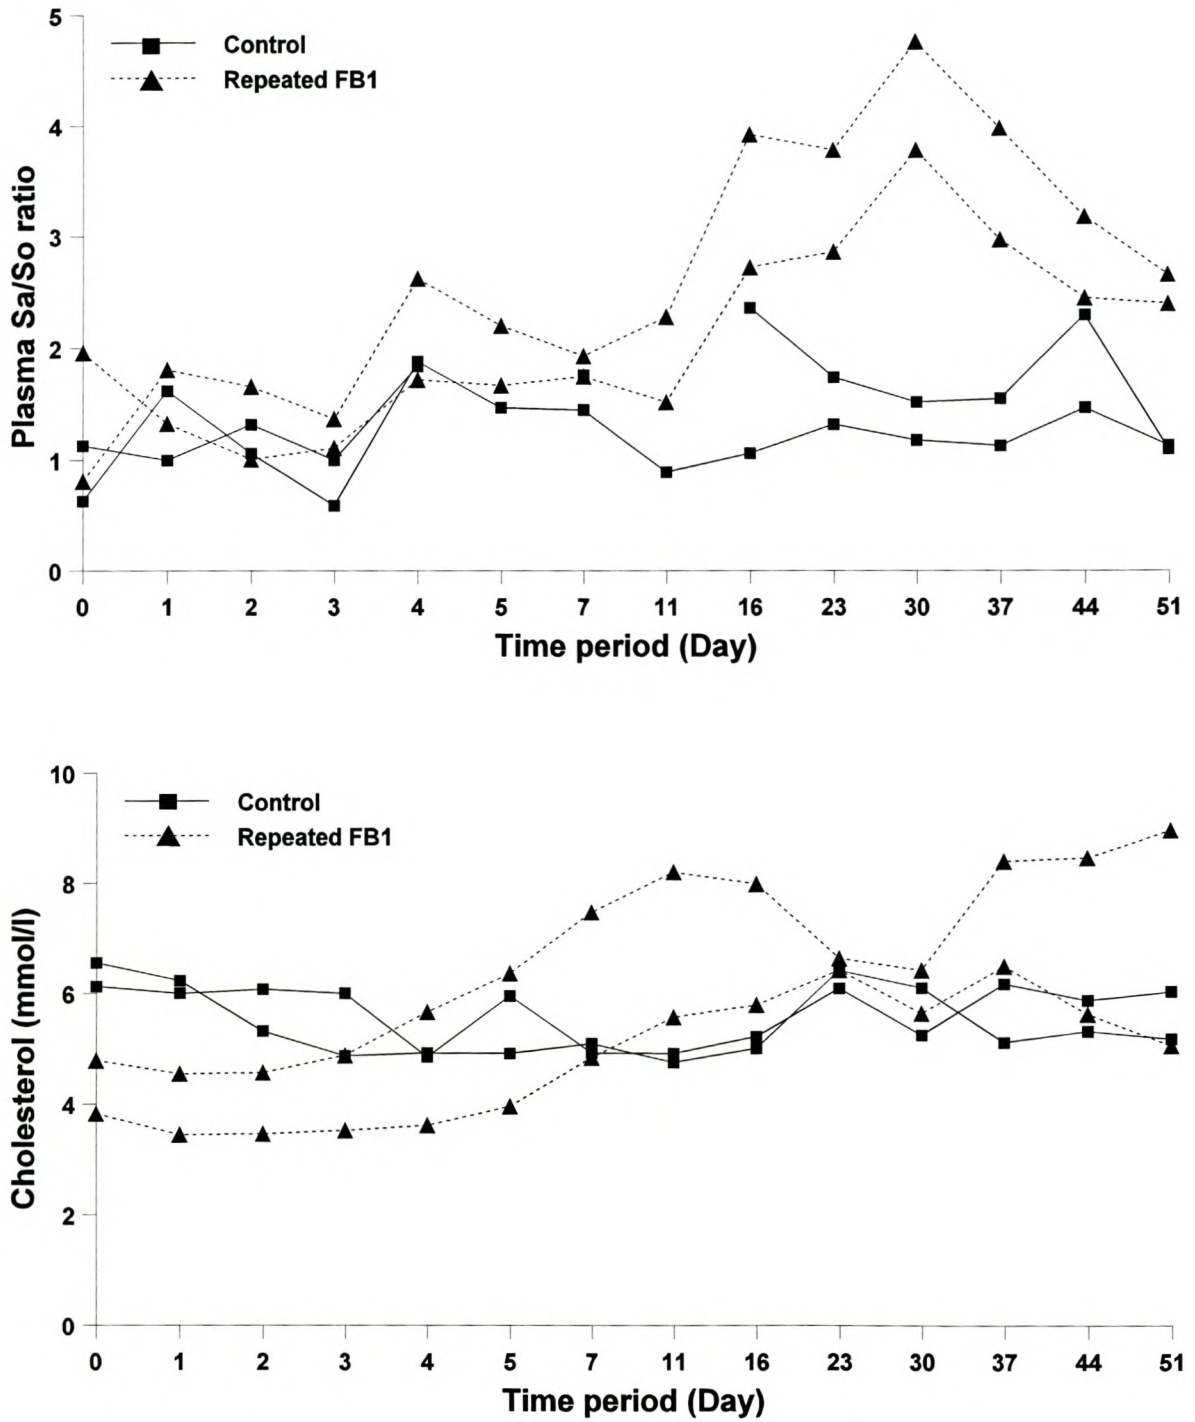 Plasma Sa/So ratio
5
4
3
2
1
0
Control
Repeated FB1
0 1 2 3 4 5 7 11 16 23 30 37 44 51
Time period (Day)
Cholesterol (mmol/l)
10
8
6
4
2
0
Control
Repeated FB1
0 1 2 3 4 5 7 11 16 23 30 37 44 51
Time period (Day)